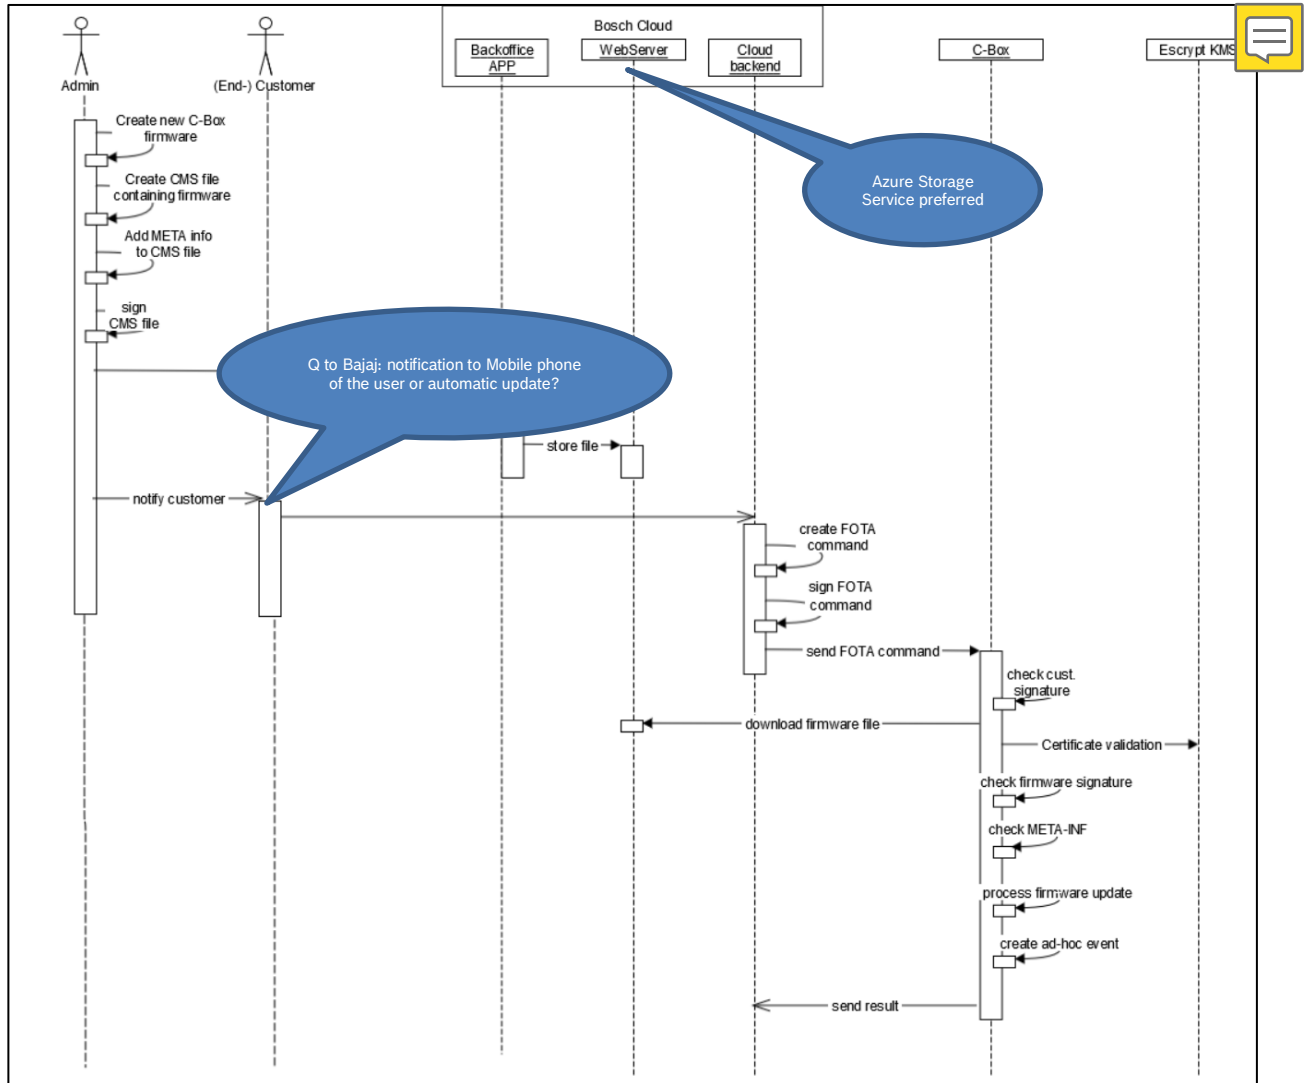 Bosch Cloud
Backoffice
APP
WebServer
Cloud
backend
C-Box
Escrypt KMS
Admin
(End-) Customer
Create new C-Box
firmware
Create CMS file
containing firmware
Add META info
to CMS file
sign
CMS file
Azure Storage
Service preferred
Q to Bajaj: notification to Mobile phone
of the user or automatic update?
store file
notify customer
create FOTA
command
sign FOTA
command
send FOTA command
check cust.
signature
download firmware file
Certificate validation
check firmware signature
check META-INF
process firmware update
create ad-hoc event
send result